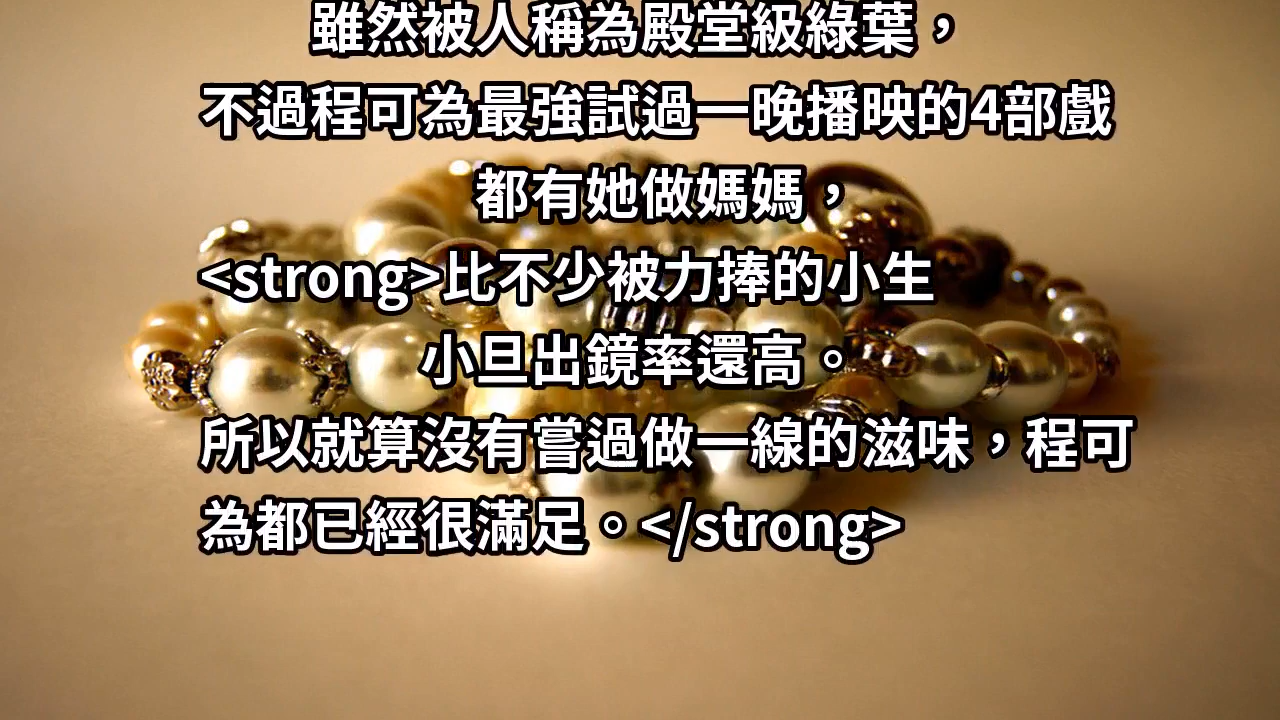 雖然被人稱為殿堂級綠葉，
不過程可為最強試過一晚播映的4部戲
都有她做媽媽，
<strong>比不少被力捧的小生
小旦出鏡率還高。
所以就算沒有嘗過做一線的滋味，程可
為都已經很滿足。</strong>